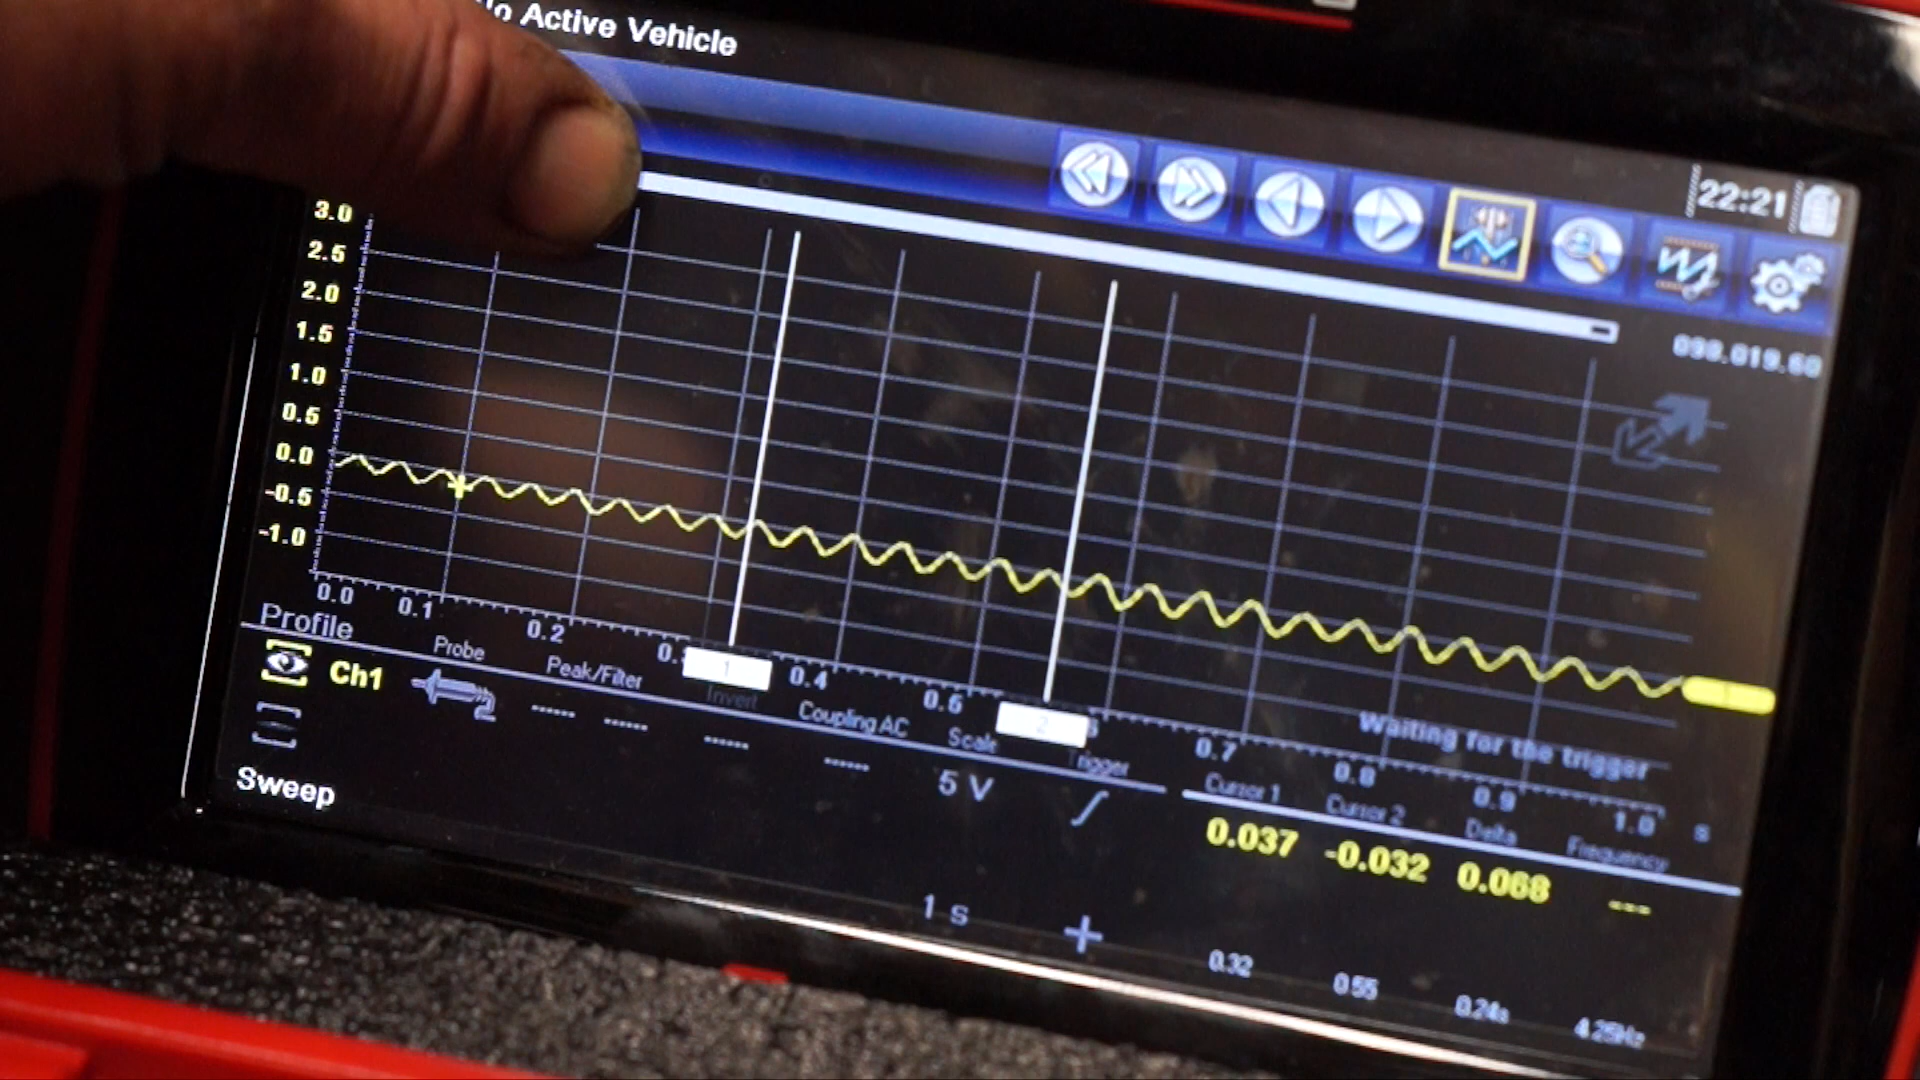 Active Vehicle
22:21
3.0
2.5
2.0
1.5
1.0
0.5
0.0
-0.5
-1.0
0.0 0.1 0.2 0.4 0.6 0.7 0.8 0.9 1.0 s
1
2
Waiting for the trigger
Profile
Probe Peak/Filter Invert Coupling AC Scale Trigger
Cursor 1 Cursor 2 Delta Frequency
Ch1 ------ ------ ------ ------ 5 V
0.037 -0.032 0.068 ---
Sweep
1 s
0.32 0.55 0.24s 4.25Hz